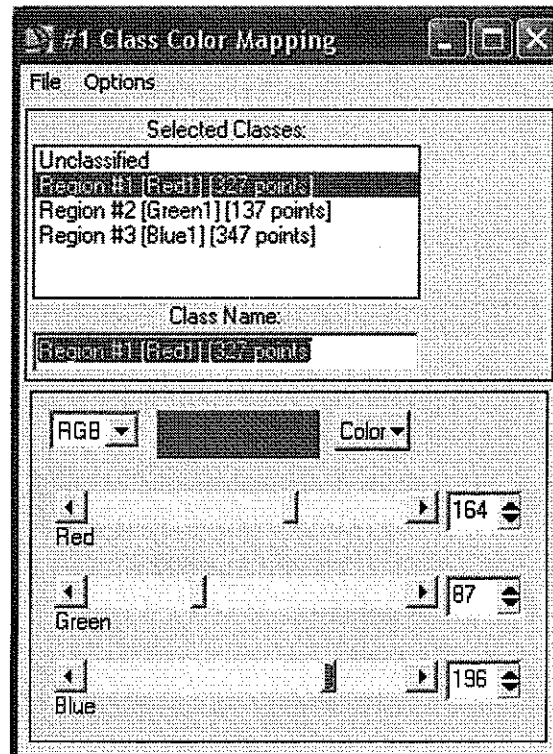 #1 Class Color Mapping
File Options
Selected Classes:
Unclassified
Region #1 [Red1] [327 points]
Region #2 [Green1] [137 points]
Region #3 [Blue1] [347 points]
Class Name:
Region #1 [Red1] [327 points
RGB Color
164
Red
87
Green
196
Blue